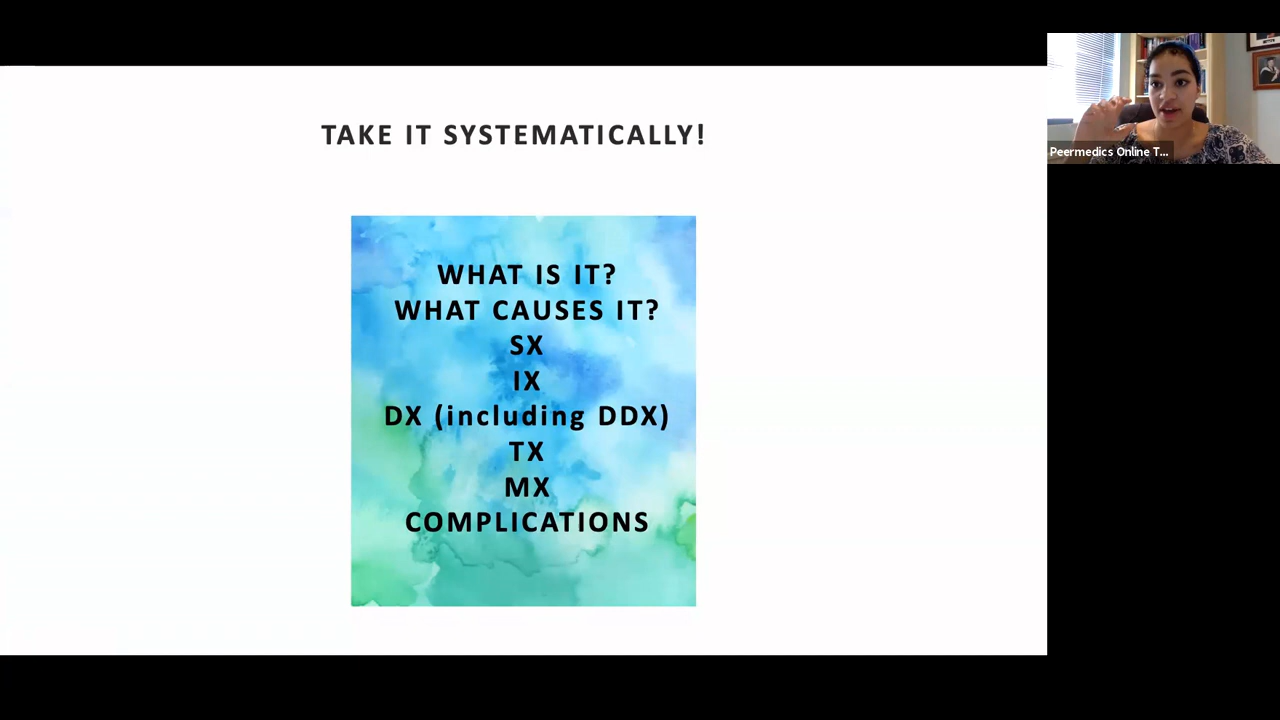 TAKE IT SYSTEMATICALLY!
WHAT IS IT?
WHAT CAUSES IT?
SX
IX
DX (including DDX)
TX
MX
COMPLICATIONS
Peermedics Online T...